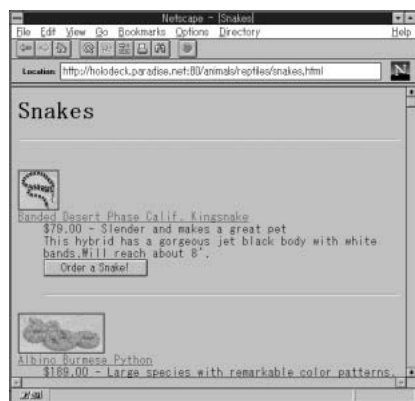 Netscape - [Snakes]
File Edit View Go Bookmarks Options Directory Help
Location: http://holodeck.paradise.net:80/animals/reptiles/snakes.html
N
Snakes
Banded Desert Phase Calif. Kingsnake
$79.00 - Slender and makes a great pet
This hybrid has a gorgeous jet black body with white
bands.Will reach about 8'.
Order a Snake!
Albino Burmese Python
$189.00 - Large species with remarkable color patterns.